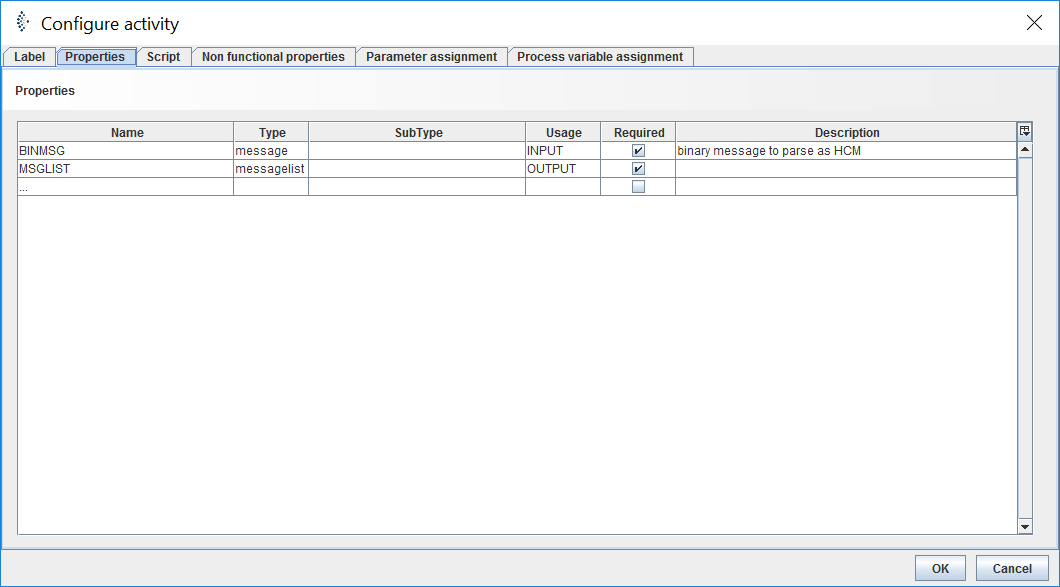 Configure activity
Label Properties Script Non functional properties Parameter assignment Process variable assignment
Properties
Name Type SubType Usage Required Description
BINMSG message INPUT binary message to parse as HCM
MSGLIST messagelist OUTPUT
...
OK Cancel